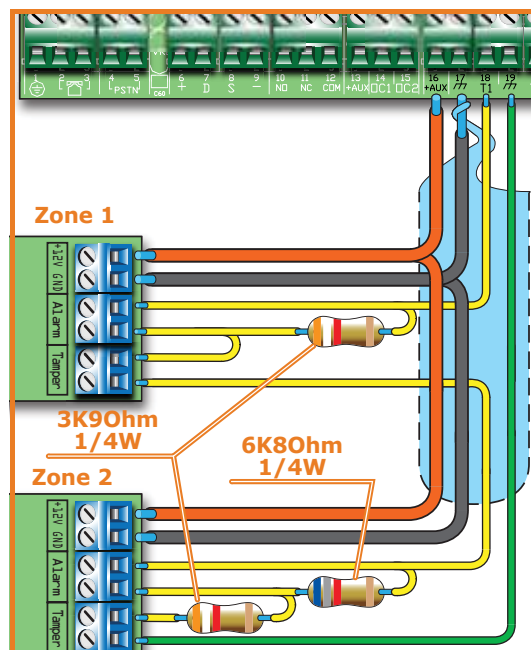 VR
C60
1 2 3 4 5 6 7 8 9 10 11 12 13 14 15 16 17 18 19
PSTN + D S - NO NC COM +AUX OC1 OC2 +AUX T1
Zone 1
+12V GND
Alarm
Tamper
3K9Ohm
1/4W
6K8Ohm
1/4W
Zone 2
+12V GND
Alarm
Tamper